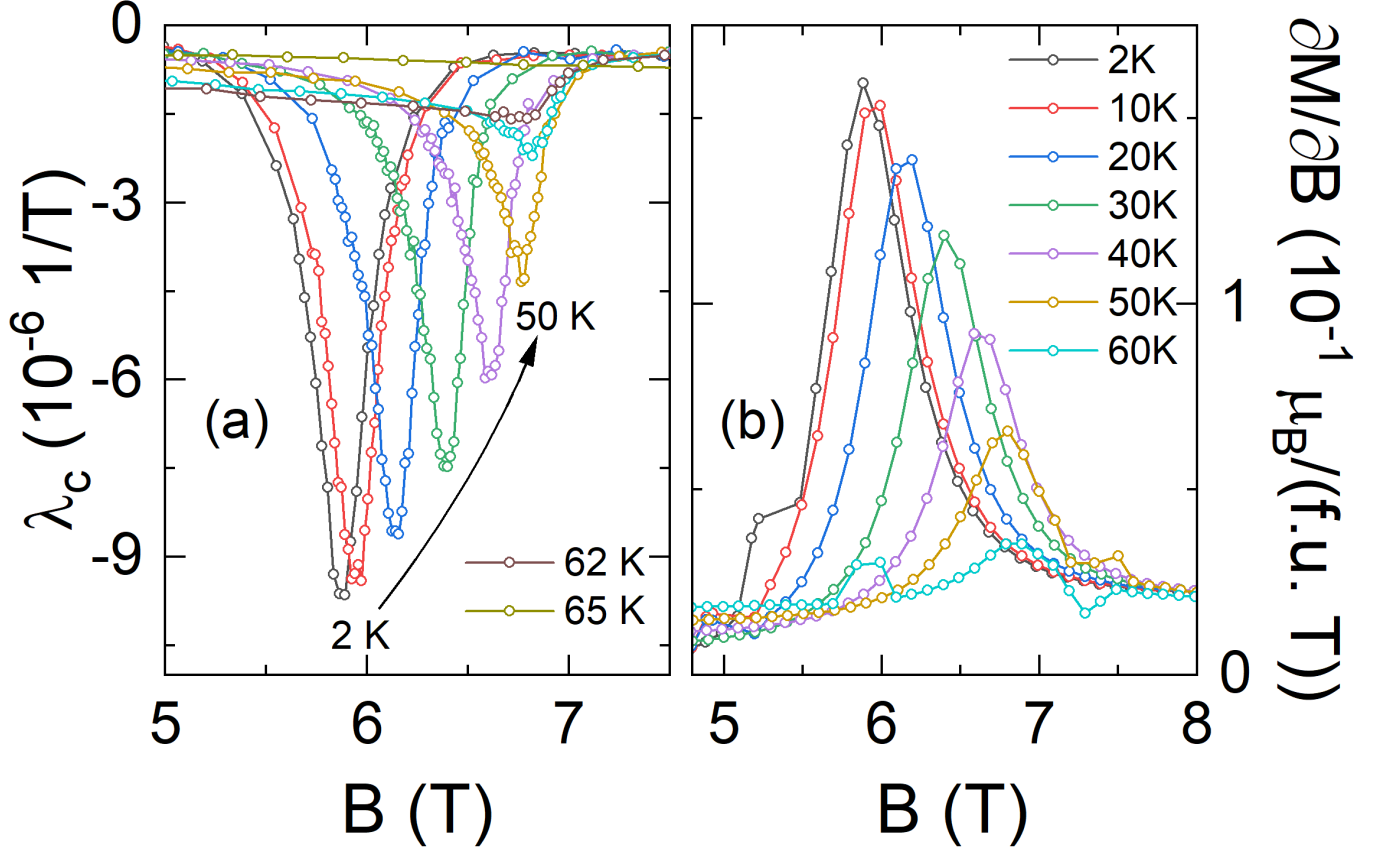 λc (10-6 1/T)
0
-3
-6
-9
5
6
7
B (T)
(a)
50 K
2 K
62 K
65 K
(b)
2K
10K
20K
30K
40K
50K
60K
5
6
7
8
B (T)
1
0
∂M/∂B (10-1 μB/(f.u. T))